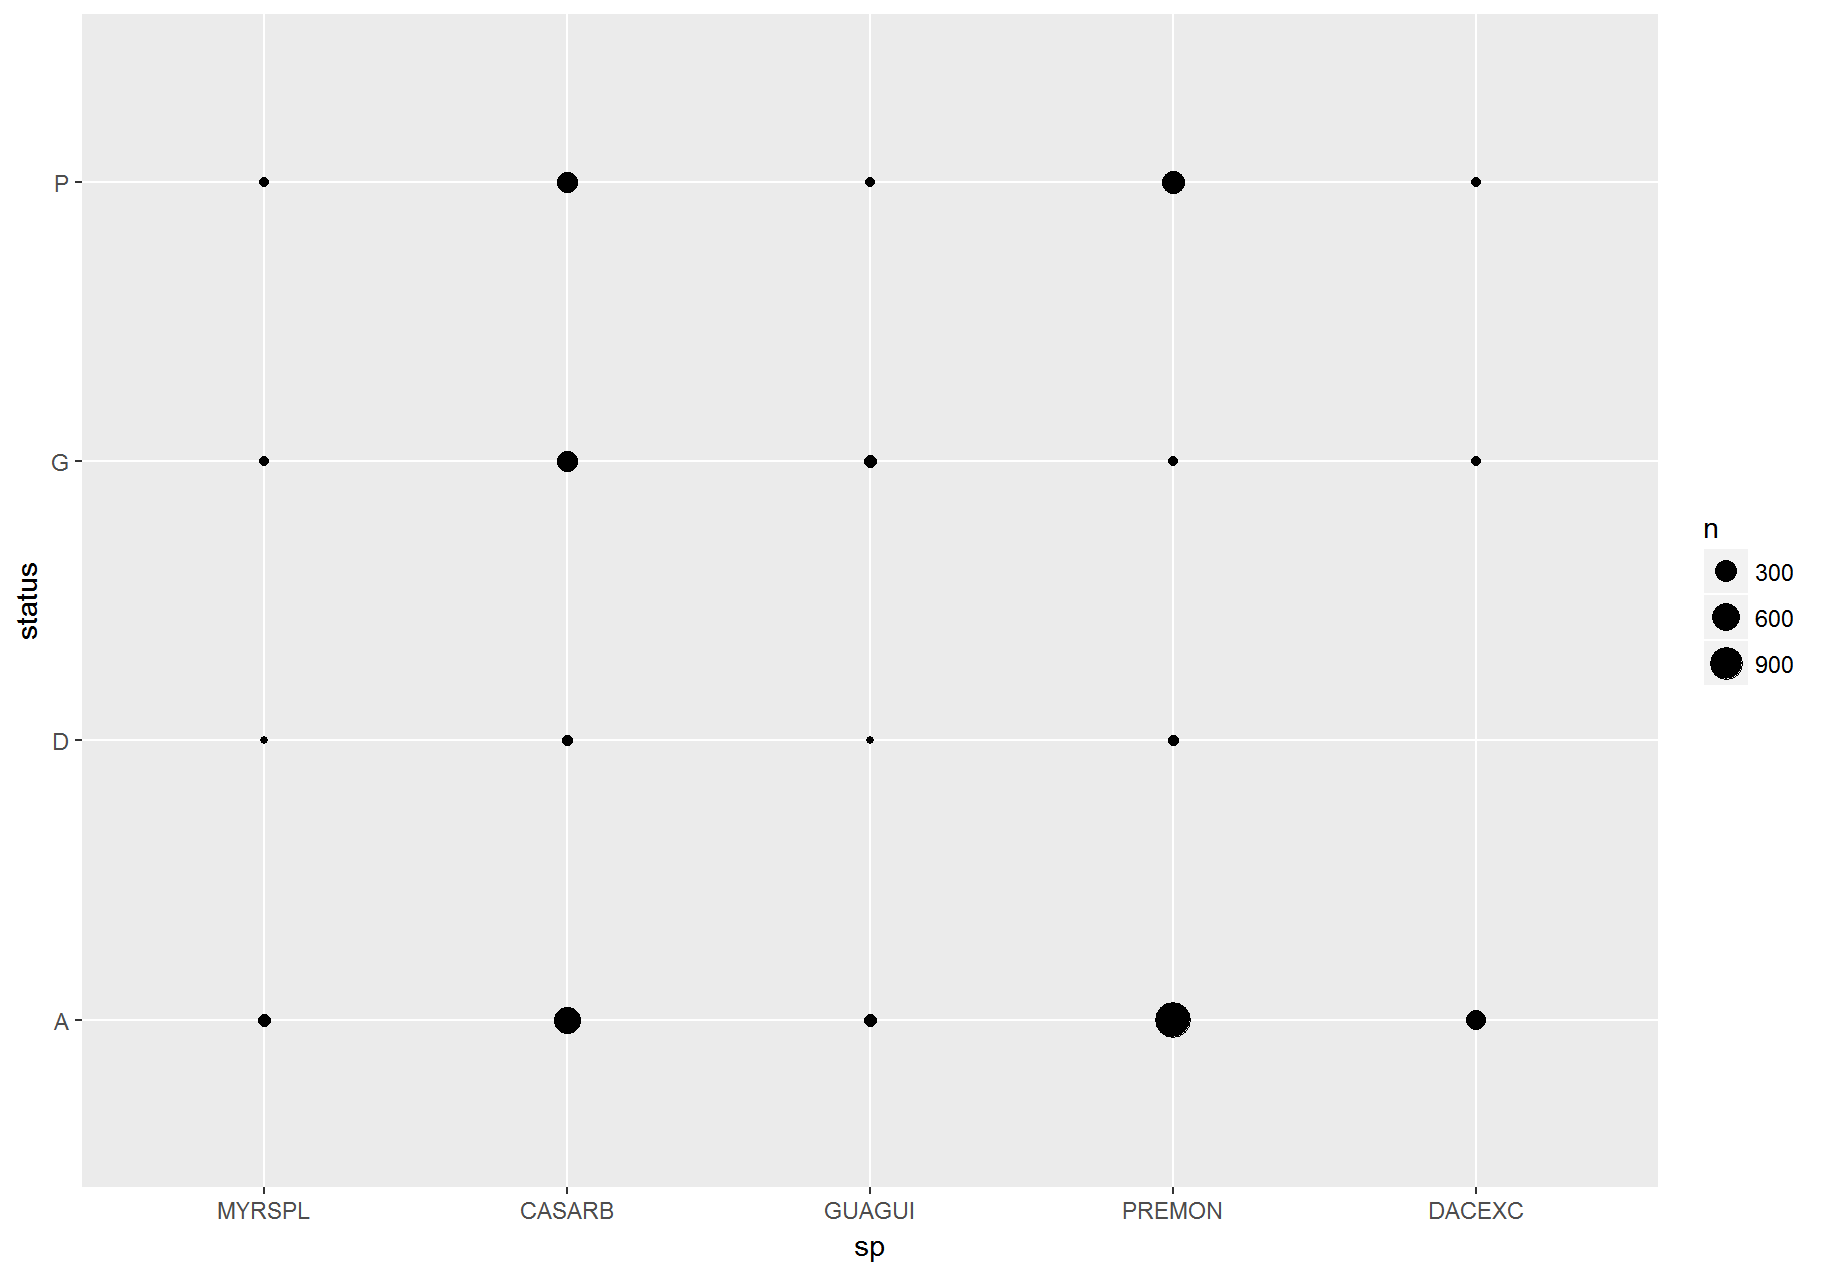 P
G
D
A
status
MYRSPL CASARB GUAGUI PREMON DACEXC
sp
n
300
600
900